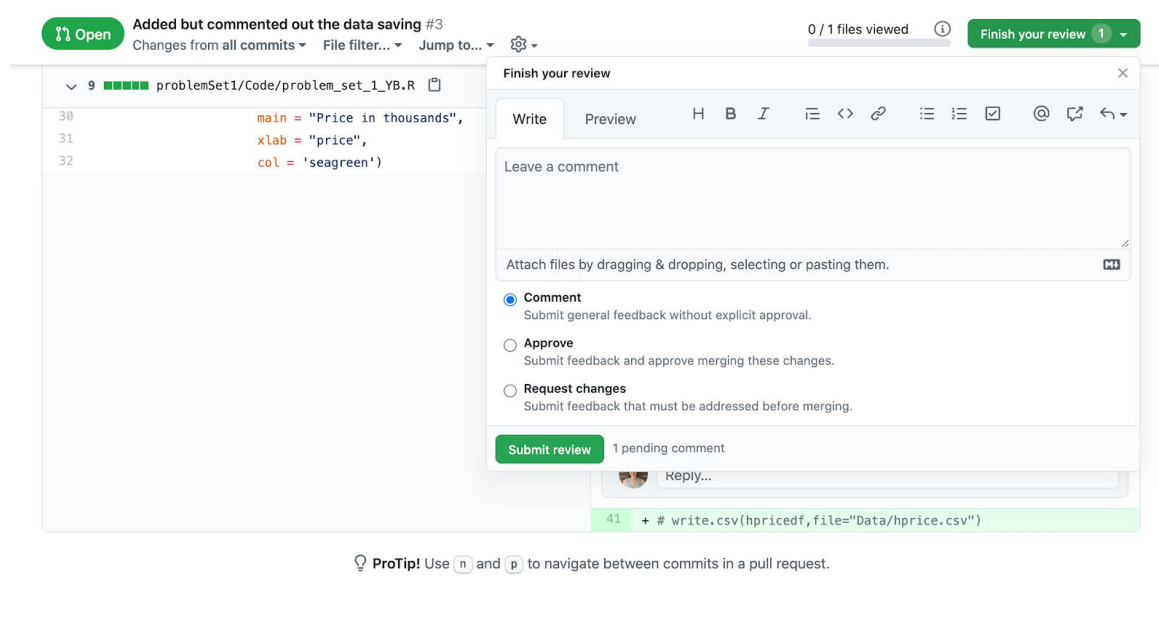 Open
Added but commented out the data saving #3
Changes from all commits File filter... Jump to...
0 / 1 files viewed
Finish your review 1
9 problemSet1/Code/problem_set_1_YB.R
30 main = "Price in thousands",
31 xlab = "price",
32 col = 'seagreen')
Finish your review
Write Preview
Leave a comment
Attach files by dragging & dropping, selecting or pasting them.
Comment
Submit general feedback without explicit approval.
Approve
Submit feedback and approve merging these changes.
Request changes
Submit feedback that must be addressed before merging.
Submit review 1 pending comment
Reply...
41 + # write.csv(hpricedf,file="Data/hprice.csv")
ProTip! Use n and p to navigate between commits in a pull request.